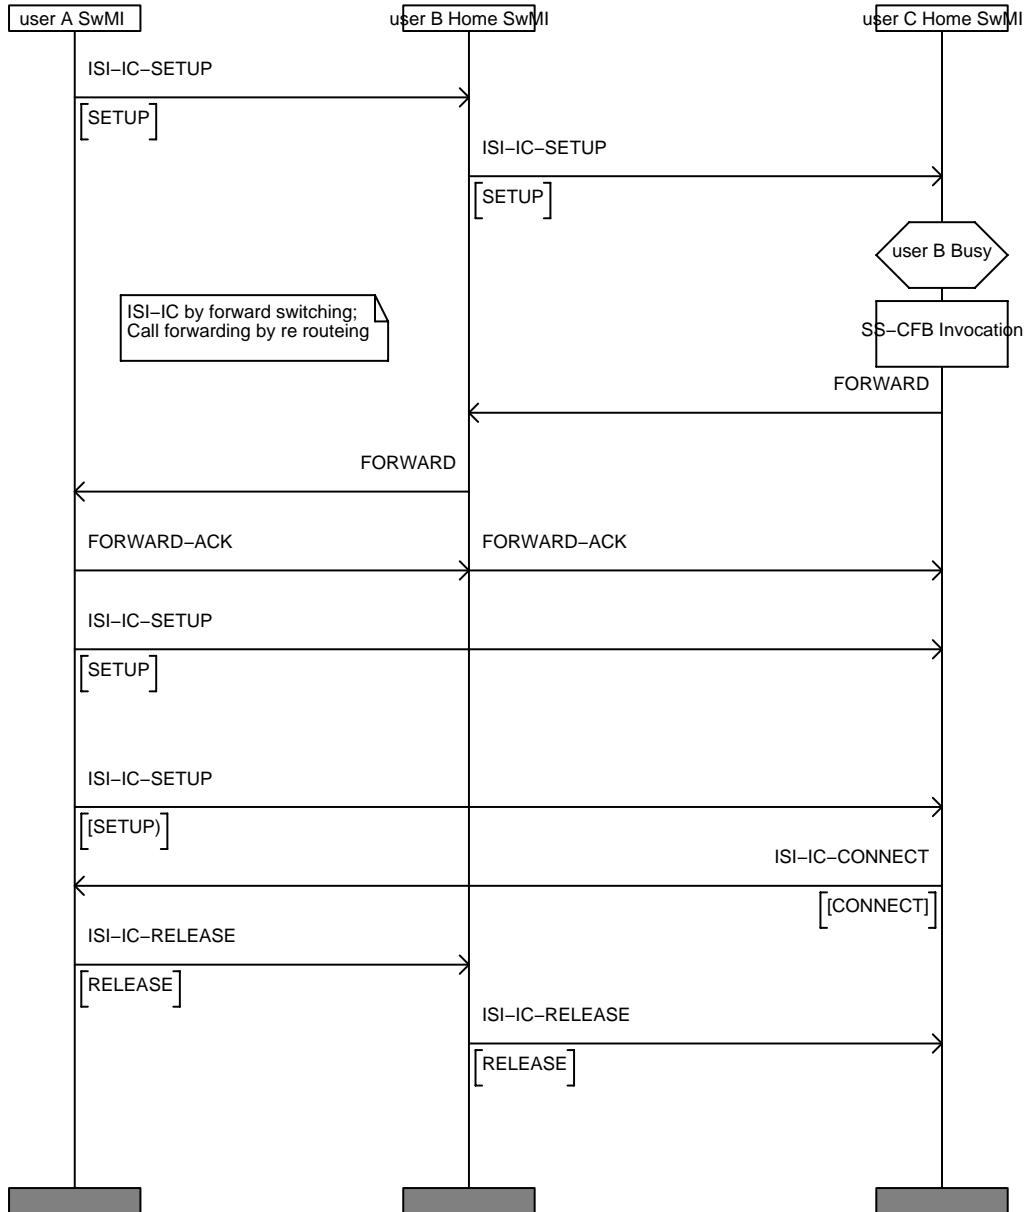 user A SwMI
user B Home SwMI
user C Home SwMI
ISI−IC−SETUP
[SETUP]
ISI−IC−SETUP
[SETUP]
user B Busy
ISI−IC by forward switching;
Call forwarding by re routeing
SS−CFB Invocation
FORWARD
FORWARD
FORWARD−ACK
FORWARD−ACK
ISI−IC−SETUP
[SETUP]
ISI−IC−SETUP
[[SETUP)]
ISI−IC−CONNECT
[[CONNECT]]
ISI−IC−RELEASE
[RELEASE]
ISI−IC−RELEASE
[RELEASE]